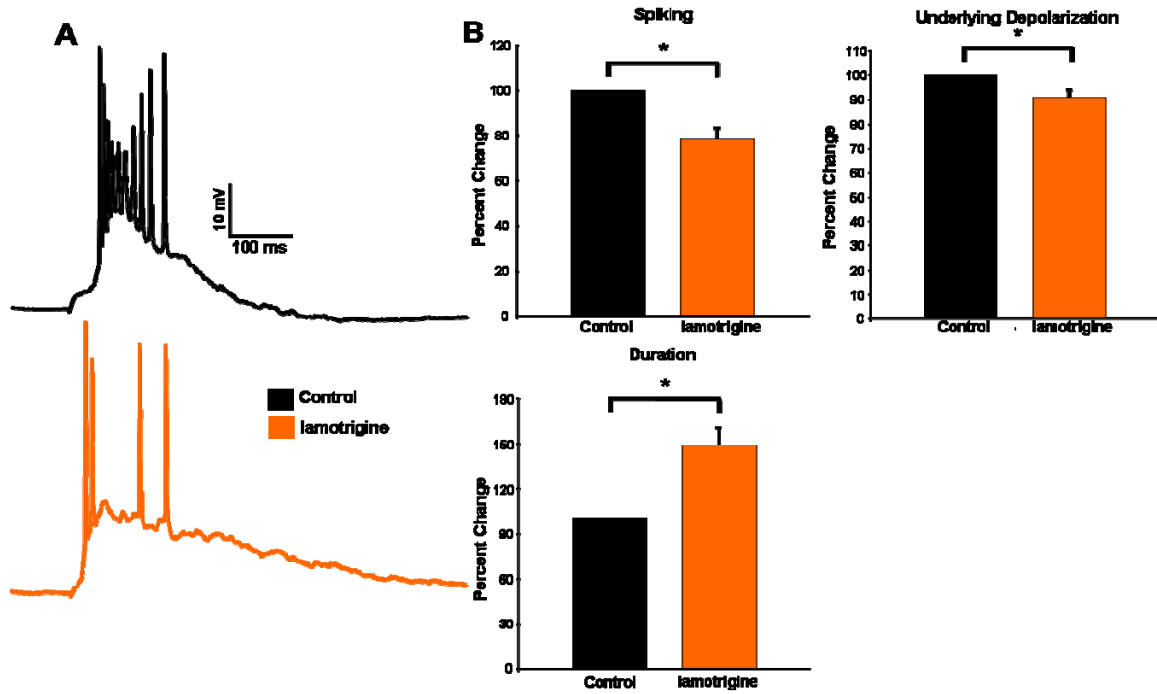 A
10 mV
100 ms
Control
lamotrigine
B
Spiking
*
Percent Change
120
100
80
60
40
20
0
Control
lamotrigine
Underlying Depolarization
*
Percent Change
110
100
90
80
70
60
50
40
30
20
10
0
Control
lamotrigine
Duration
*
Percent Change
180
150
120
90
60
30
0
Control
lamotrigine